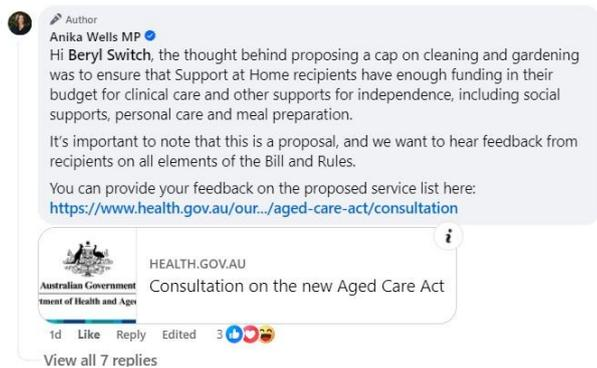 Author
Anika Wells MP
Hi Beryl Switch, the thought behind proposing a cap on cleaning and gardening
was to ensure that Support at Home recipients have enough funding in their
budget for clinical care and other supports for independence, including social
supports, personal care and meal preparation.
It's important to note that this is a proposal, and we want to hear feedback from
recipients on all elements of the Bill and Rules.
You can provide your feedback on the proposed service list here:
https://www.health.gov.au/our.../aged-care-act/consultation
Australian Government
tment of Health and Age
HEALTH.GOV.AU
Consultation on the new Aged Care Act
1d Like Reply Edited 3
View all 7 replies